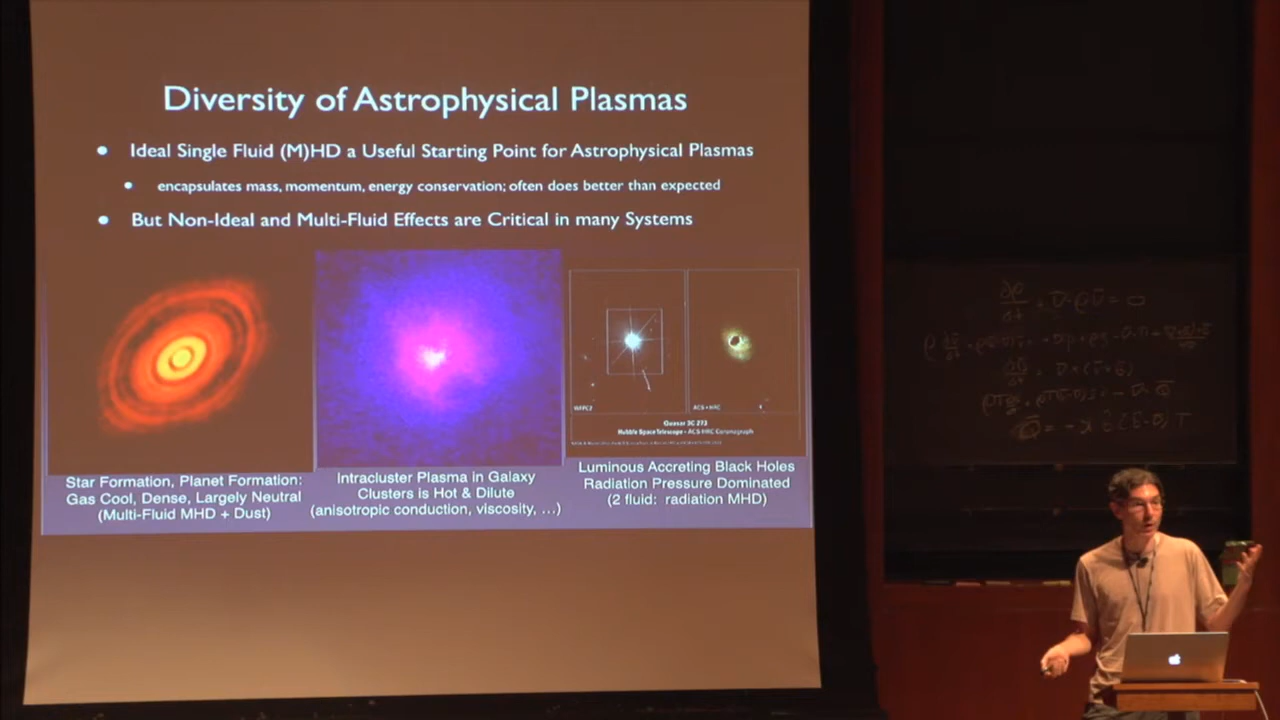 Diversity of Astrophysical Plasmas
• Ideal Single Fluid (M)HD a Useful Starting Point for Astrophysical Plasmas
• encapsulates mass, momentum, energy conservation; often does better than expected
• But Non-Ideal and Multi-Fluid Effects are Critical in many Systems
WFPC2
ACS • HRC
Quasar 3C 273
Hubble Space Telescope • ACS HRC Coronagraph
Star Formation, Planet Formation:
Gas Cool, Dense, Largely Neutral
(Multi-Fluid MHD + Dust)
Intracluster Plasma in Galaxy
Clusters is Hot & Dilute
(anisotropic conduction, viscosity, ...)
Luminous Accreting Black Holes
Radiation Pressure Dominated
(2 fluid: radiation MHD)